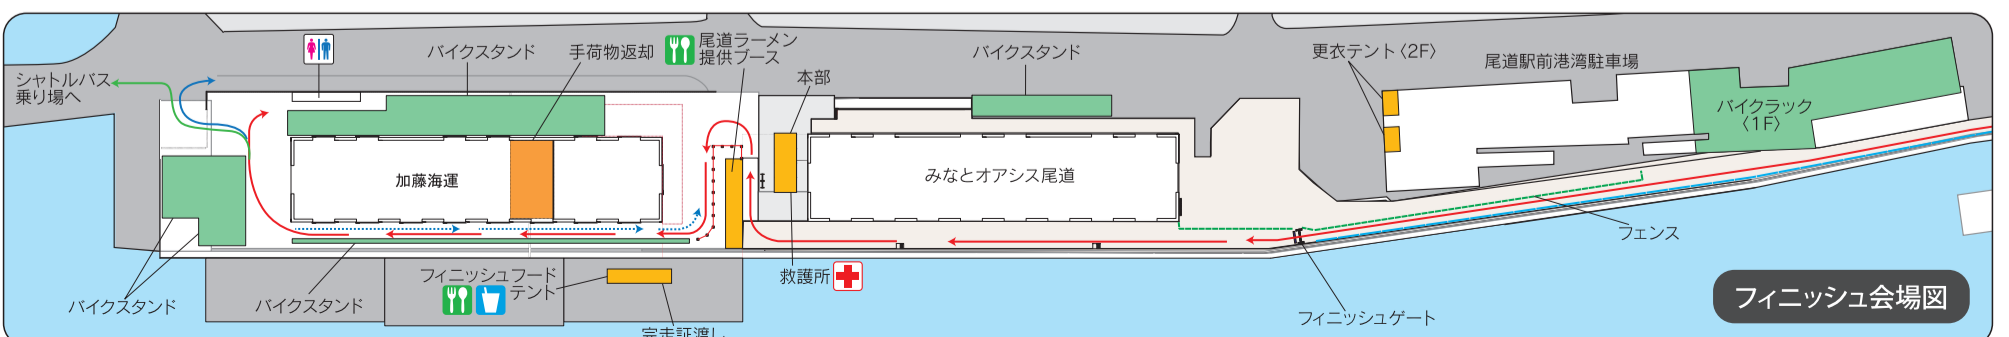 シャトルバス
乗り場へ
バイクスタンド
手荷物返却
尾道ラーメン
提供ブース
本部
バイクスタンド
更衣テント〈2F〉
尾道駅前港湾駐車場
バイクラック
〈1F〉
加藤海運
みなとオアシス尾道
フェンス
バイクスタンド
バイクスタンド
フィニッシュフード
テント
救護所
フィニッシュゲート
フィニッシュ会場図
完走証渡し